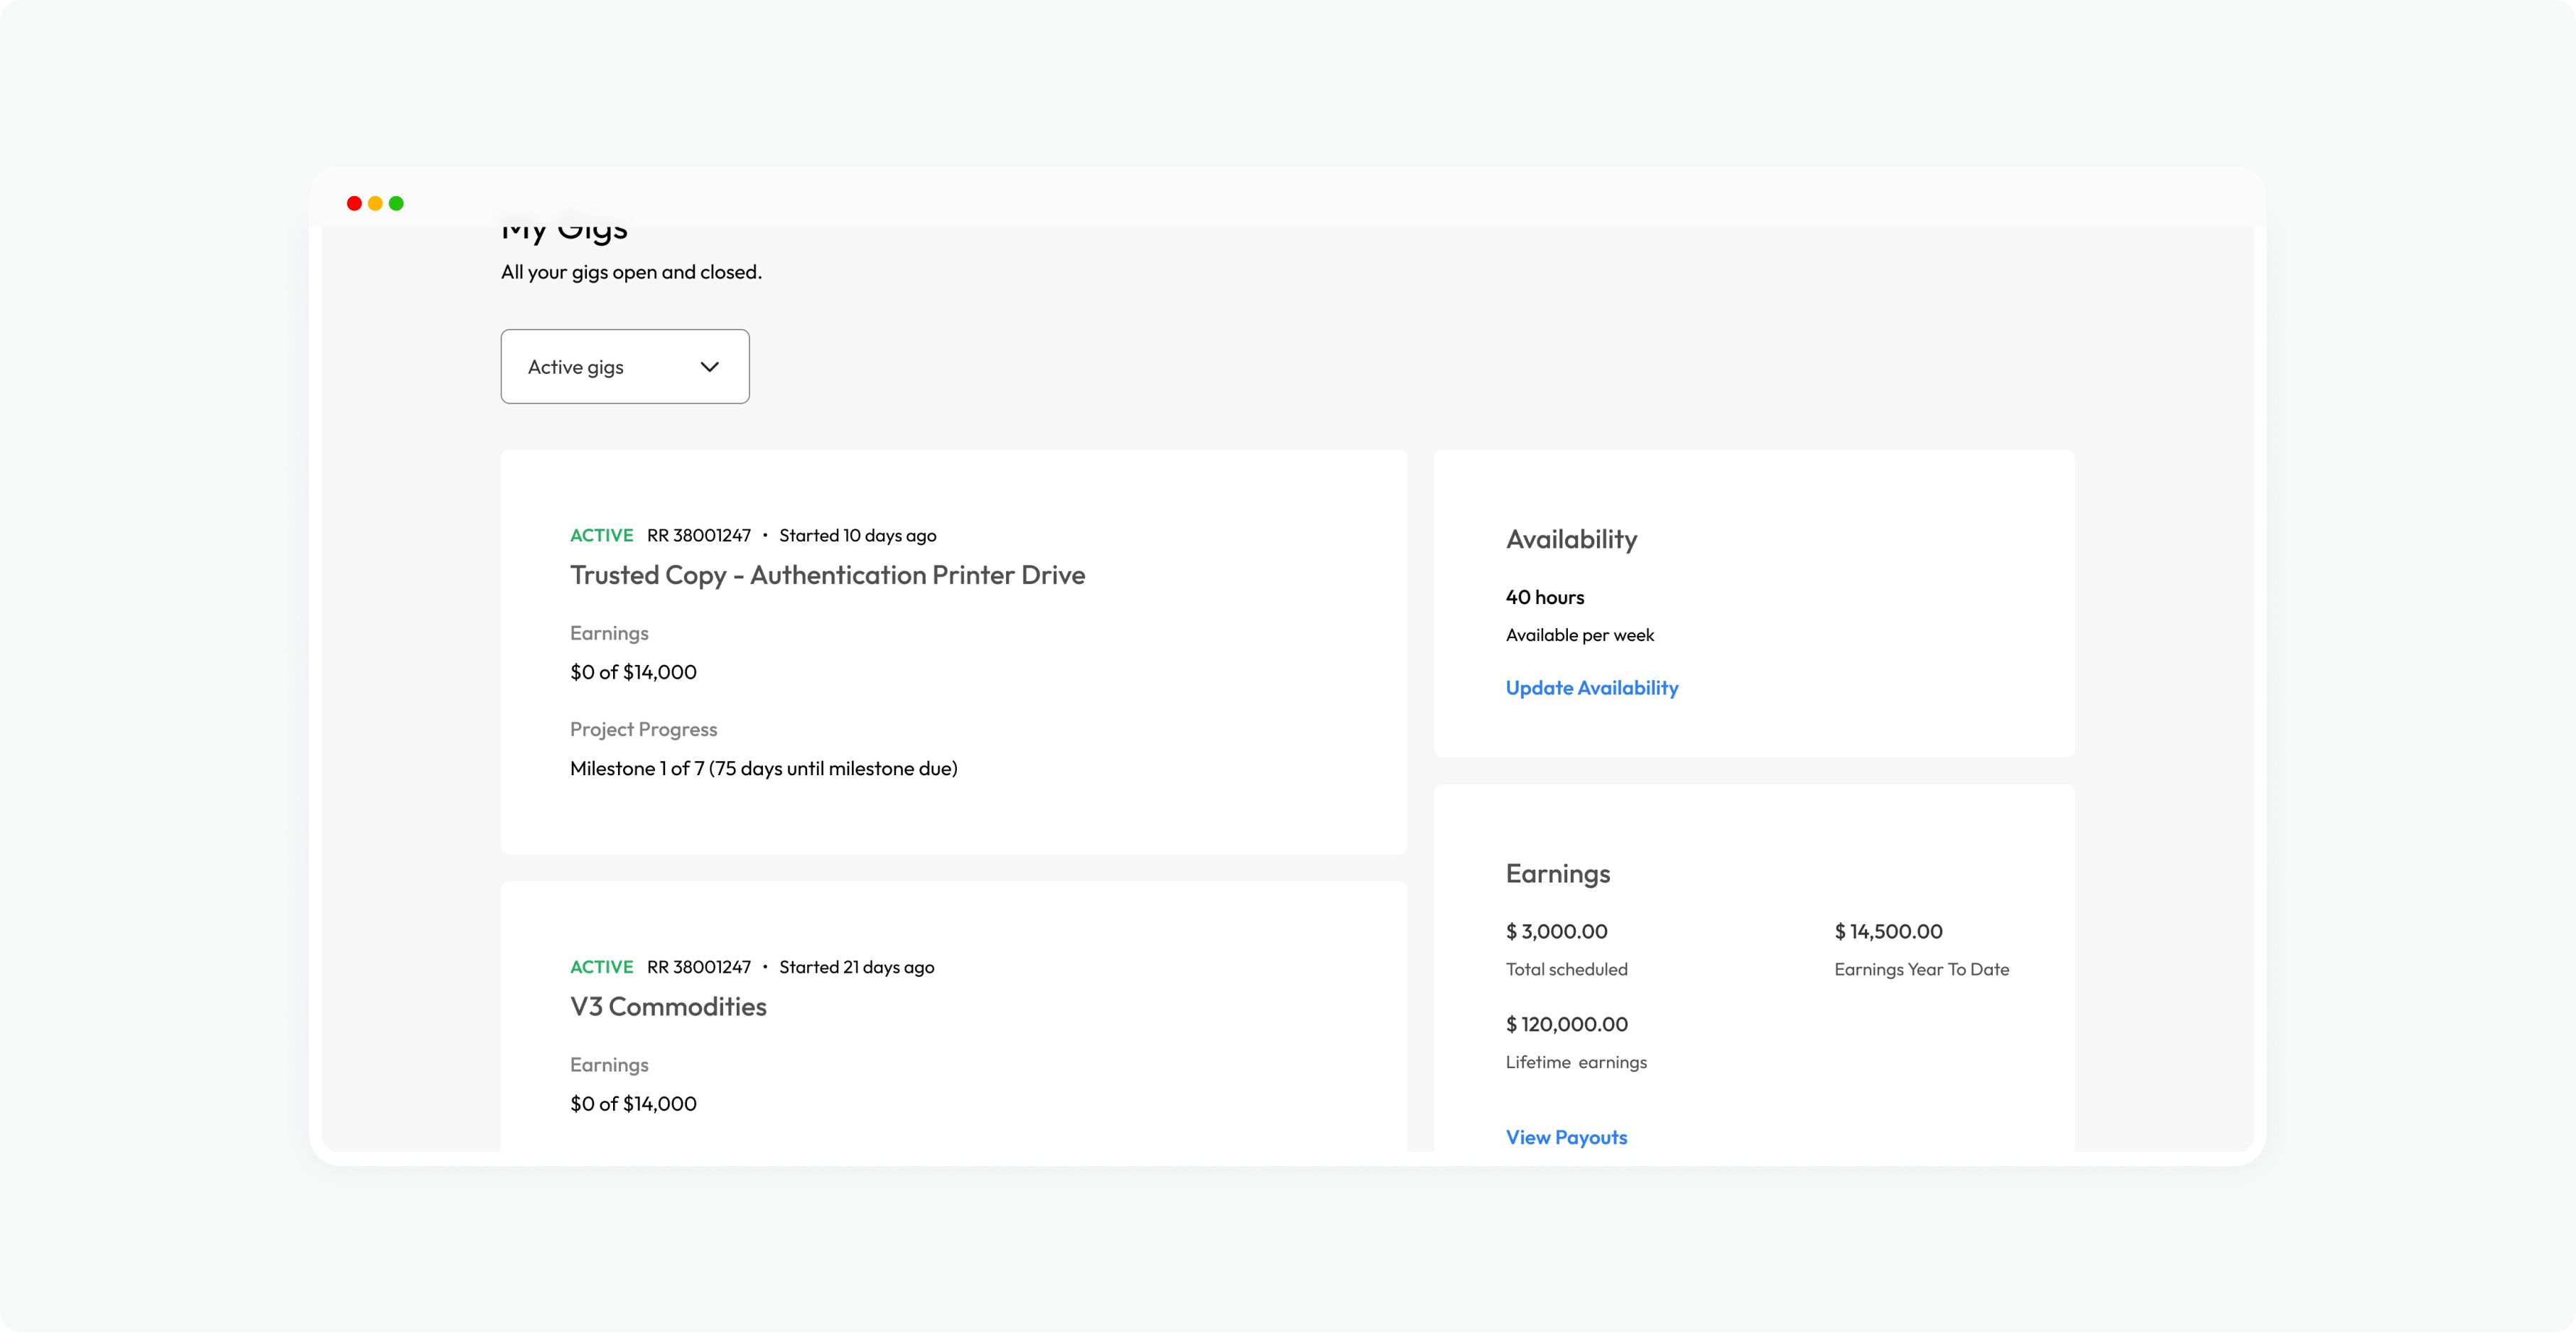 My Gigs
All your gigs open and closed.
Active gigs
ACTIVE RR 38001247 • Started 10 days ago
Trusted Copy - Authentication Printer Drive
Earnings
$0 of $14,000
Project Progress
Milestone 1 of 7 (75 days until milestone due)
ACTIVE RR 38001247 • Started 21 days ago
V3 Commodities
Earnings
$0 of $14,000
Availability
40 hours
Available per week
Update Availability
Earnings
$ 3,000.00
Total scheduled
$ 14,500.00
Earnings Year To Date
$ 120,000.00
Lifetime earnings
View Payouts